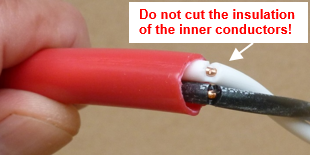 Do not cut the insulation
of the inner conductors!